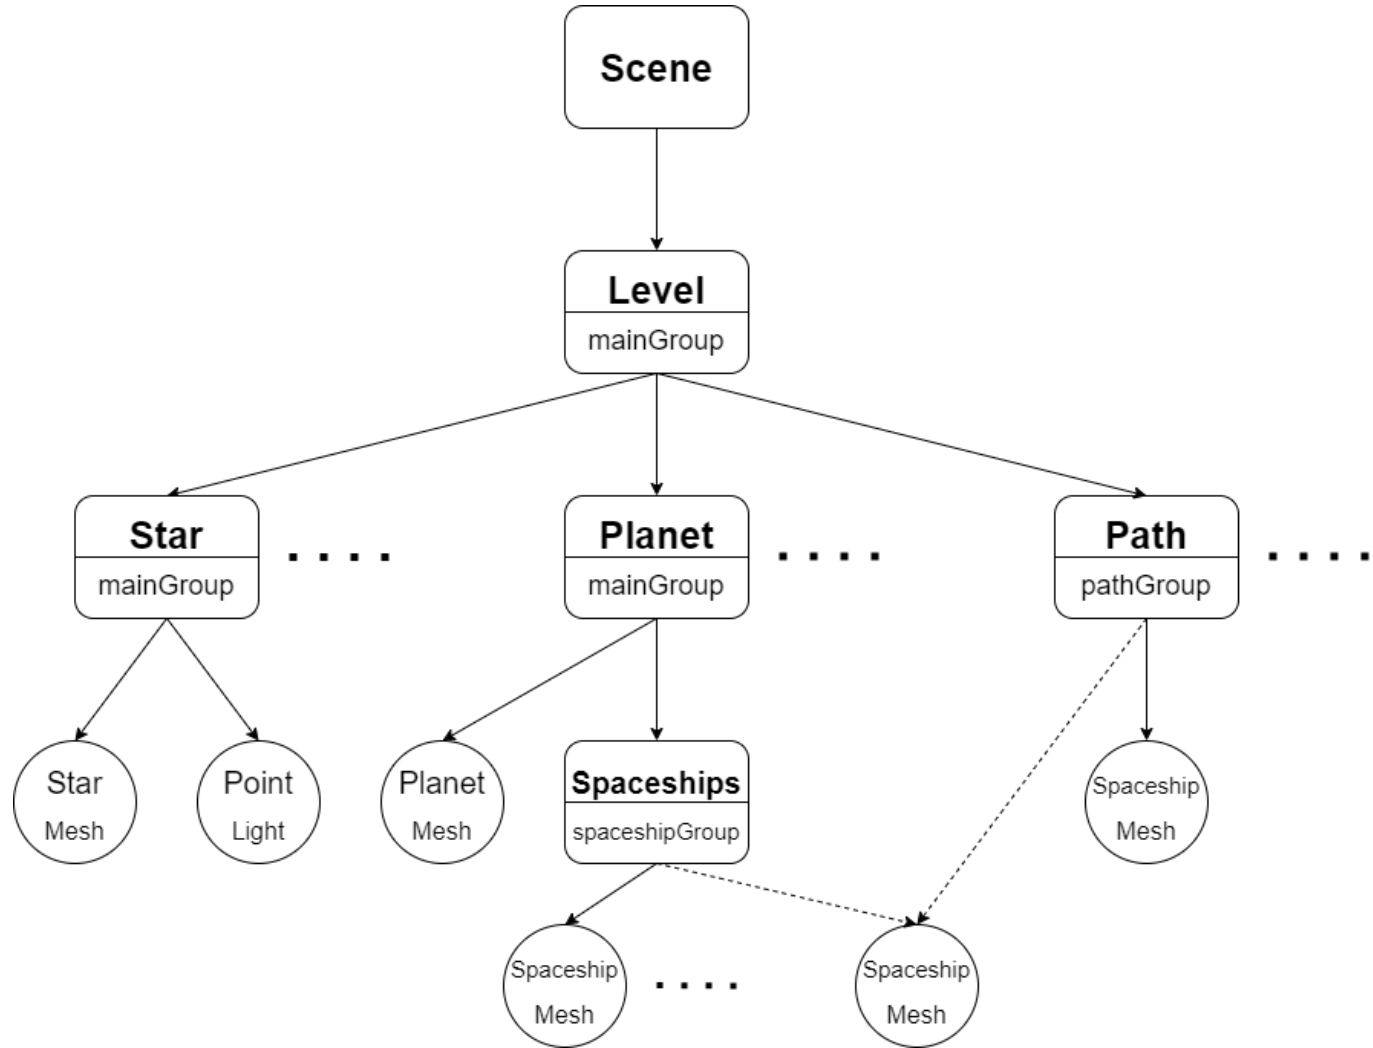 Scene
Level
mainGroup
Star
mainGroup
Planet
mainGroup
Path
pathGroup
Star
Mesh
Point
Light
Planet
Mesh
Spaceships
spaceshipGroup
Spaceship
Mesh
Spaceship
Mesh
Spaceship
Mesh